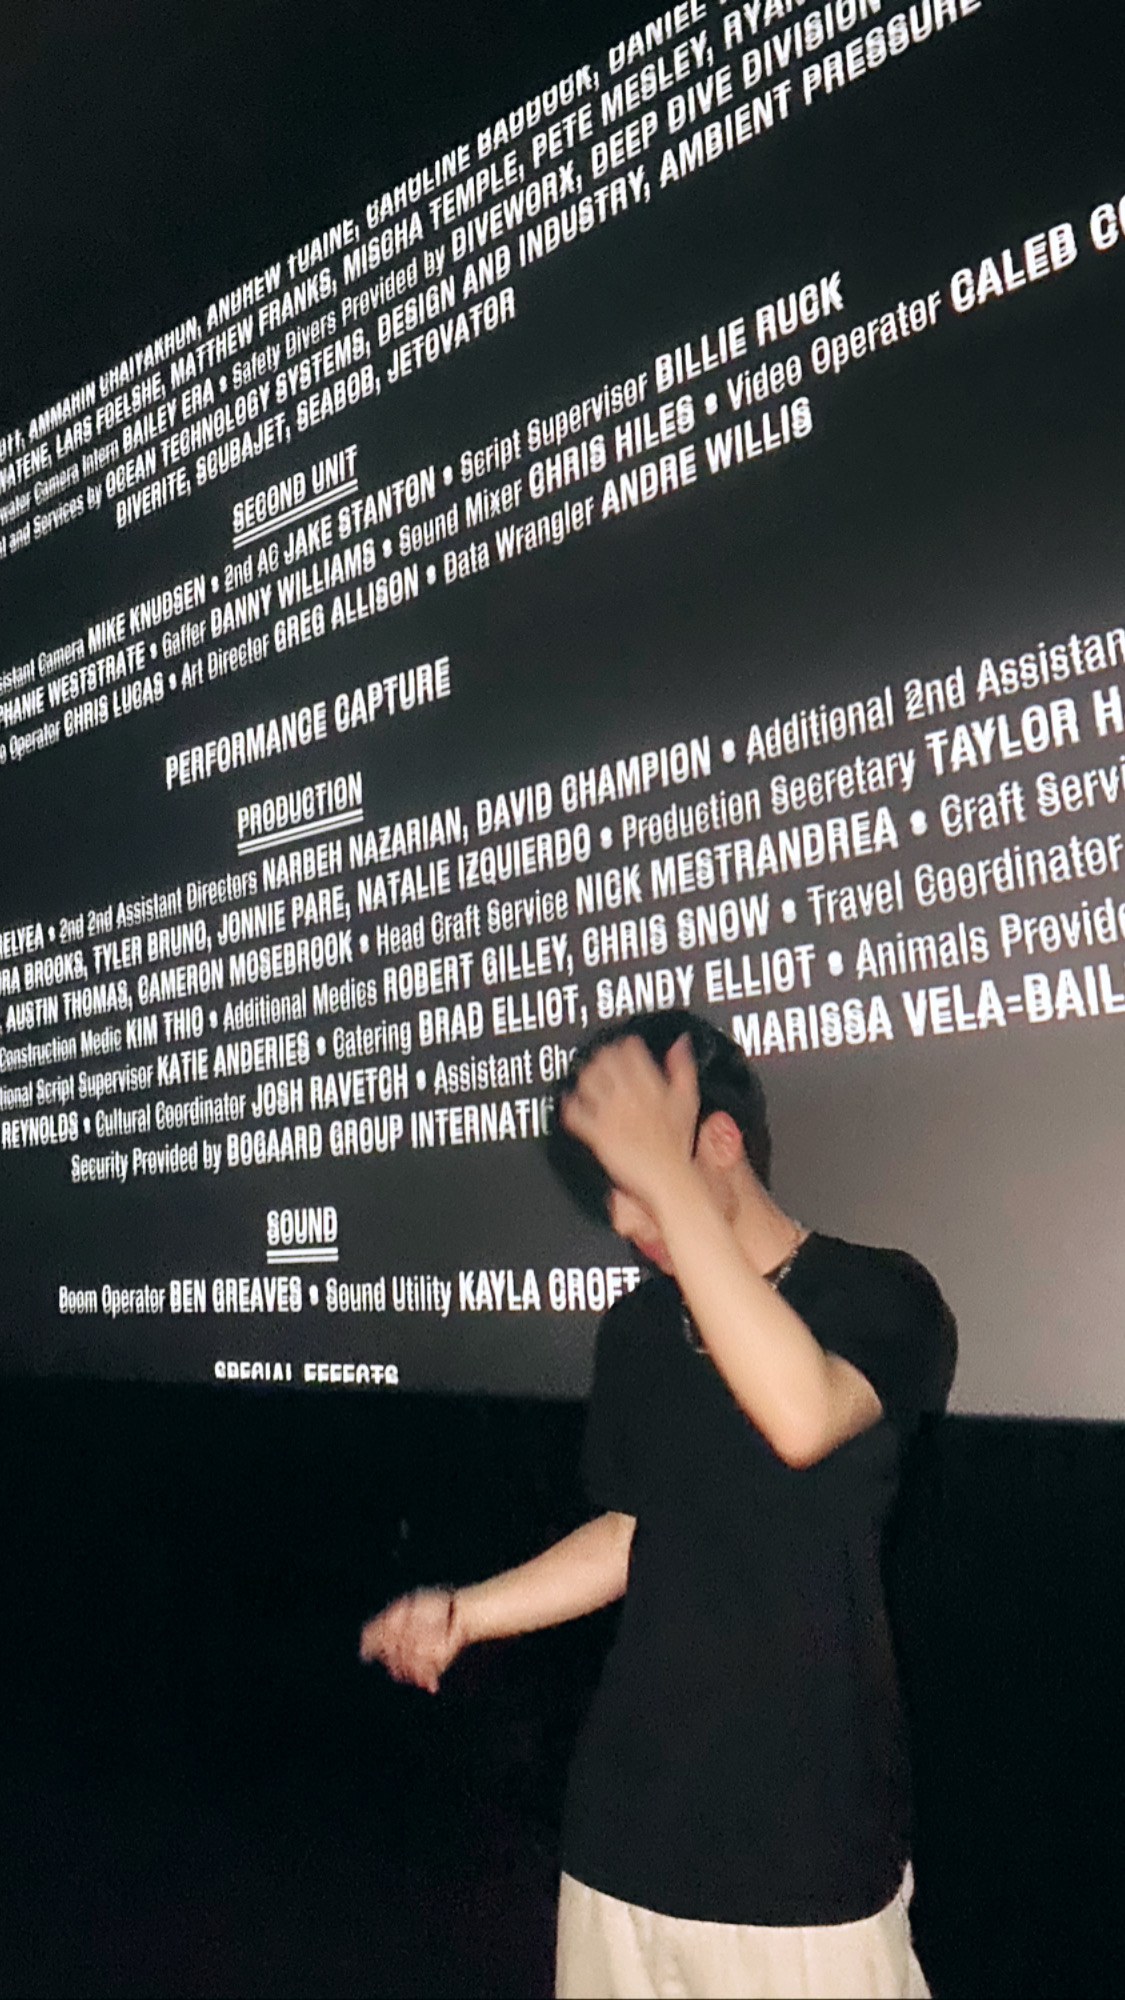 AMMARIN BHAIYAKHUN, ANDREW TUAINE, CAROLINE BADDOCK, DANIEL
LARS FOELSHE, MATTHEW FRANKS, MISCHA TEMPLE, PETE MESLEY, RYAN
Camera Intern BAILEY ERA • Safety Divers Provided by DIVEWORX, DEEP DIVE DIVISION
and Services by OCEAN TECHNOLOGY SYSTEMS, DESIGN AND INDUSTRY, AMBIENT PRESSURE
DIVERITE, SCUBAJET, SEABOB, JETOVATOR
SECOND UNIT
Camera MIKE KNUDSEN • 2nd AC JAKE STANTON • Script Supervisor BILLIE RUCK
WESTSTRATE • Gaffer DANNY WILLIAMS • Sound Mixer CHRIS HILES • Video Operator CALEB
Operator CHRIS LUCAS • Art Director GREG ALLISON • Data Wrangler ANDRE WILLIS
PERFORMANCE CAPTURE
PRODUCTION
• 2nd 2nd Assistant Directors NARBEH NAZARIAN, DAVID CHAMPION • Additional 2nd Assistan
BROOKS, TYLER BRUNO, JONNIE PARE, NATALIE IZQUIERDO • Production Secretary TAYLOR H
AUSTIN THOMAS, CAMERON MOSEBROOK • Head Craft Service NICK MESTRANDREA • Craft Servi
Construction Medic KIM THIO • Additional Medics ROBERT GILLEY, CHRIS SNOW • Travel Coordinator
Script Supervisor KATIE ANDERIES • Catering BRAD ELLIOT, SANDY ELLIOT • Animals Provide
REYNOLDS • Cultural Coordinator JOSH RAVETCH • Assistant Ch MARISSA VELA-BAIL
Security Provided by BOGAARD GROUP INTERNATI
SOUND
Boom Operator BEN GREAVES • Sound Utility KAYLA CROFT
SPECIAL EFFECTS